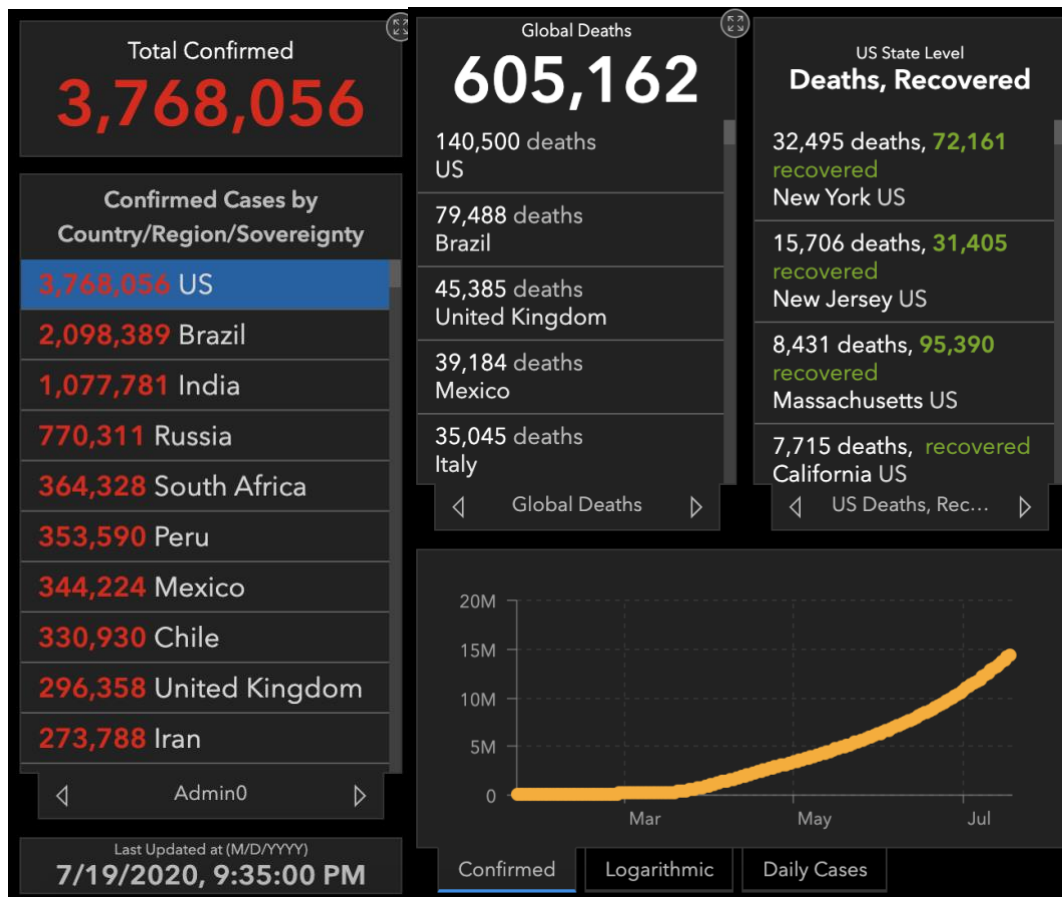 Total Confirmed
3,768,056
Confirmed Cases by
Country/Region/Sovereignty
3,768,056 US
2,098,389 Brazil
1,077,781 India
770,311 Russia
364,328 South Africa
353,590 Peru
344,224 Mexico
330,930 Chile
296,358 United Kingdom
273,788 Iran
Admin0
Last Updated at (M/D/YYYY)
7/19/2020, 9:35:00 PM
Global Deaths
605,162
140,500 deaths
US
79,488 deaths
Brazil
45,385 deaths
United Kingdom
39,184 deaths
Mexico
35,045 deaths
Italy
Global Deaths
US State Level
Deaths, Recovered
32,495 deaths, 72,161
recovered
New York US
15,706 deaths, 31,405
recovered
New Jersey US
8,431 deaths, 95,390
recovered
Massachusetts US
7,715 deaths, recovered
California US
US Deaths, Rec...
20M
15M
10M
5M
0
Mar May Jul
Confirmed Logarithmic Daily Cases